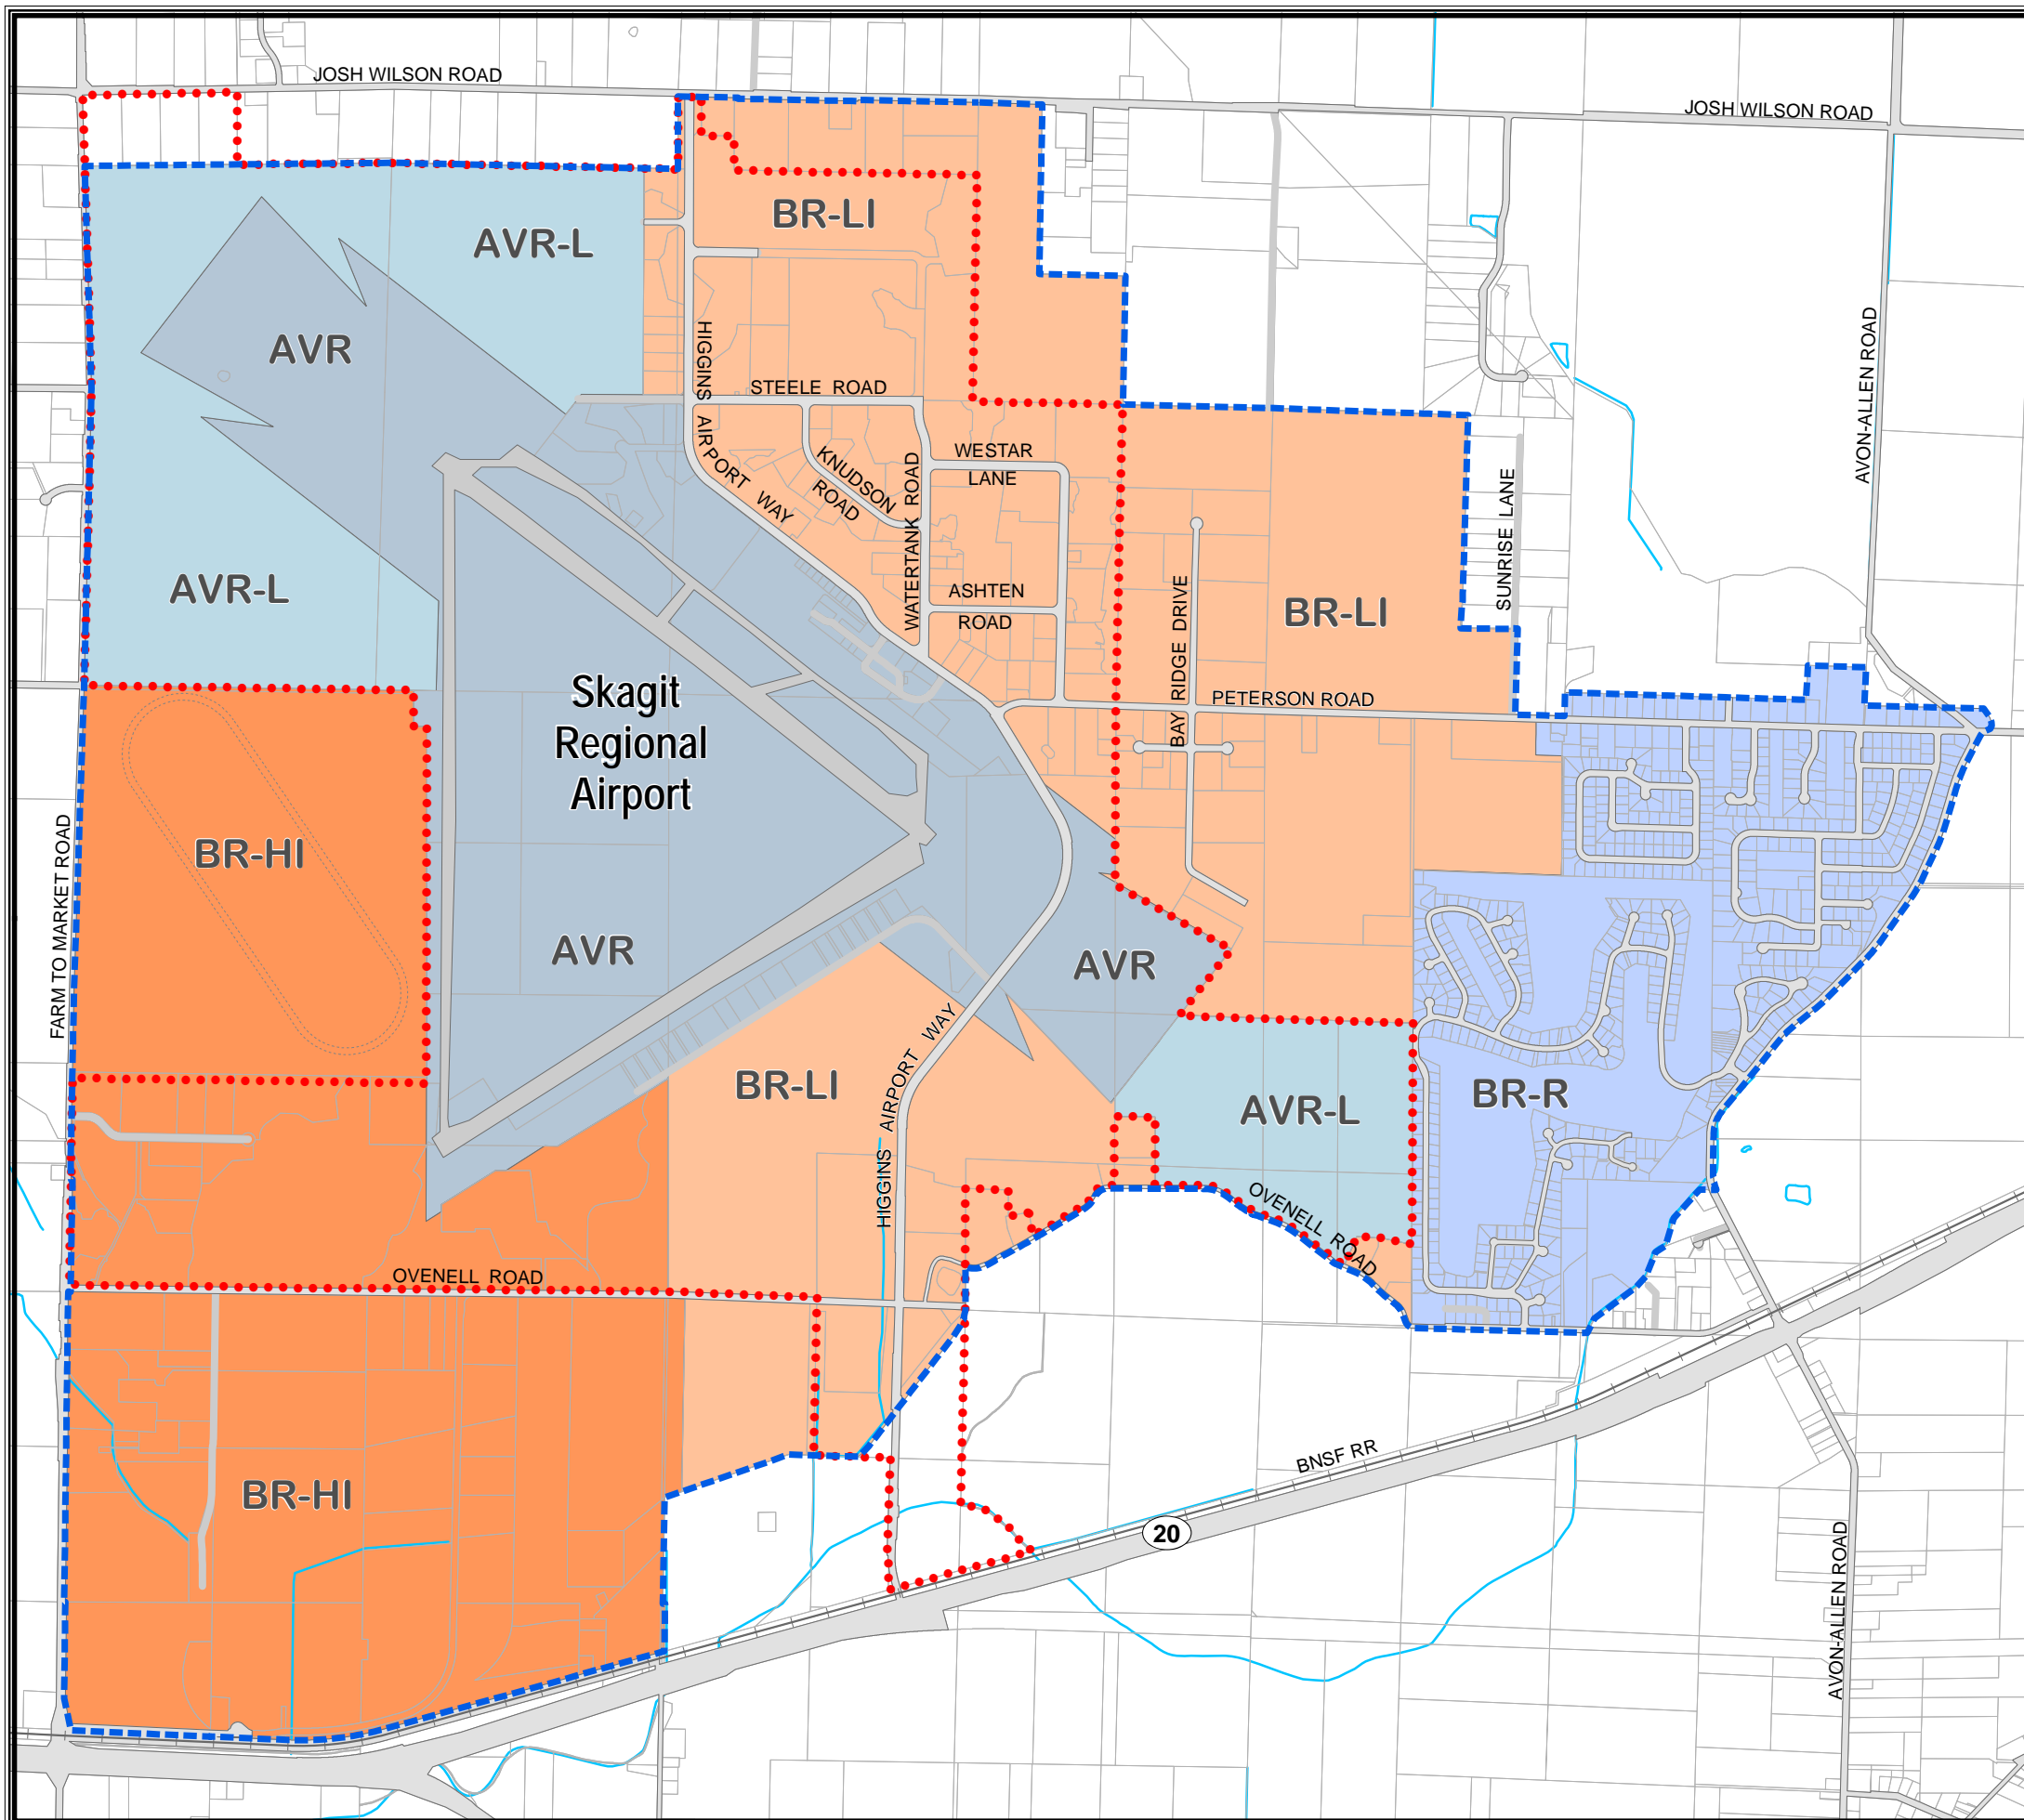 JOSH WILSON ROAD
JOSH WILSON ROAD
BR-LI
AVR-L
AVR
HIGGINS AIRPORT WAY
STEELE ROAD
AVON-ALLEN ROAD
KNUDSON
ROAD
WESTAR
LANE
WATERTANK ROAD
SUNRISE LANE
AVR-L
ASHTEN
ROAD
BAY RIDGE DRIVE
BR-LI
PETERSON ROAD
Skagit
Regional
Airport
BR-HI
FARM TO MARKET ROAD
AVR
AVR
HIGGINS AIRPORT WAY
BR-LI
AVR-L
BR-R
OVENELL ROAD
OVENELL ROAD
BNSF RR
BR-HI
20
AVON-ALLEN ROAD